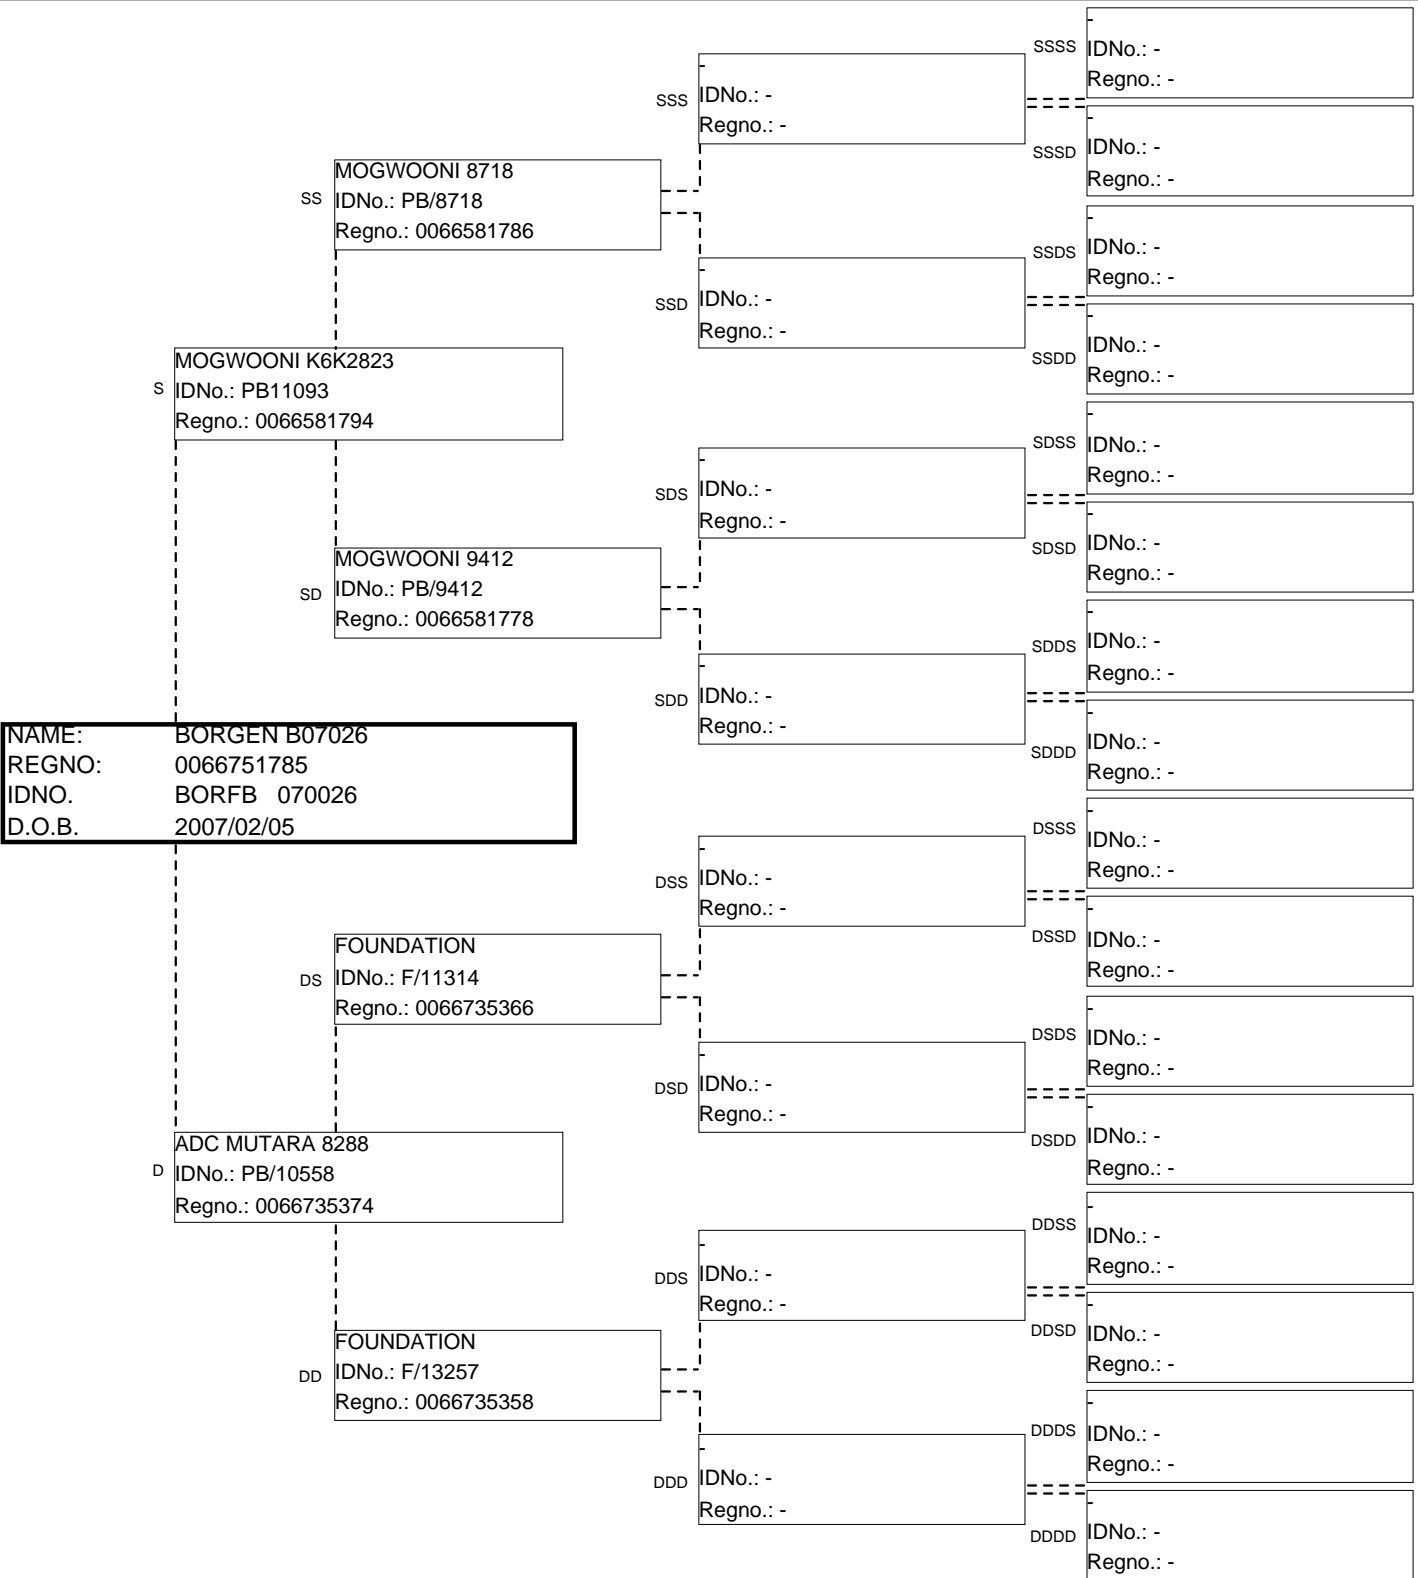 -
SSSS IDNo.: -
Regno.: -
-
SSS IDNo.: -
Regno.: -
-
SSSD IDNo.: -
Regno.: -
MOGWOONI 8718
SS IDNo.: PB/8718
Regno.: 0066581786
-
SSDS IDNo.: -
Regno.: -
-
SSD IDNo.: -
Regno.: -
-
SSDD IDNo.: -
Regno.: -
MOGWOONI K6K2823
S IDNo.: PB11093
Regno.: 0066581794
-
SDSS IDNo.: -
Regno.: -
-
SDS IDNo.: -
Regno.: -
-
SDSD IDNo.: -
Regno.: -
MOGWOONI 9412
SD IDNo.: PB/9412
Regno.: 0066581778
-
SDDS IDNo.: -
Regno.: -
-
SDD IDNo.: -
Regno.: -
-
SDDD IDNo.: -
Regno.: -
NAME: BORGEN B07026
REGNO: 0066751785
IDNO. BORFB 070026
D.O.B. 2007/02/05
-
DSSS IDNo.: -
Regno.: -
-
DSS IDNo.: -
Regno.: -
-
DSSD IDNo.: -
Regno.: -
FOUNDATION
DS IDNo.: F/11314
Regno.: 0066735366
-
DSDS IDNo.: -
Regno.: -
-
DSD IDNo.: -
Regno.: -
-
DSDD IDNo.: -
Regno.: -
ADC MUTARA 8288
D IDNo.: PB/10558
Regno.: 0066735374
-
DDSS IDNo.: -
Regno.: -
-
DDS IDNo.: -
Regno.: -
-
DDSD IDNo.: -
Regno.: -
FOUNDATION
DD IDNo.: F/13257
Regno.: 0066735358
-
DDDS IDNo.: -
Regno.: -
-
DDD IDNo.: -
Regno.: -
-
DDDD IDNo.: -
Regno.: -